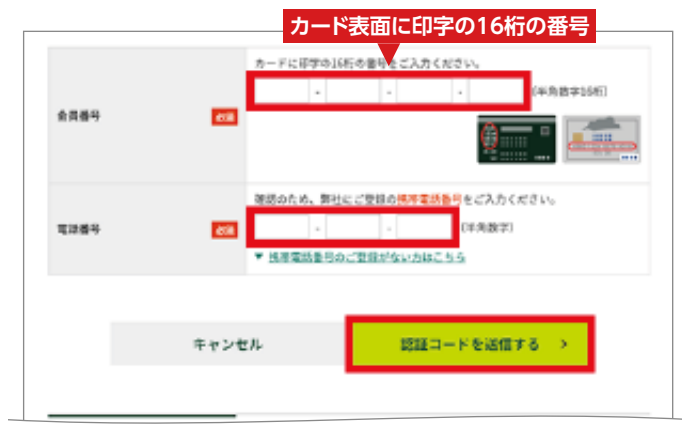 カード表面に印字の16桁の番号
カードに印字の16桁の番号をご入力ください。
会員番号
必須
- - -
(半角数字16桁)
確認のため、弊社にご登録の携帯電話番号をご入力ください。
電話番号
必須
- -
(半角数字)
▼ 携帯電話番号のご登録がない方はこちら
キャンセル
認証コードを送信する >